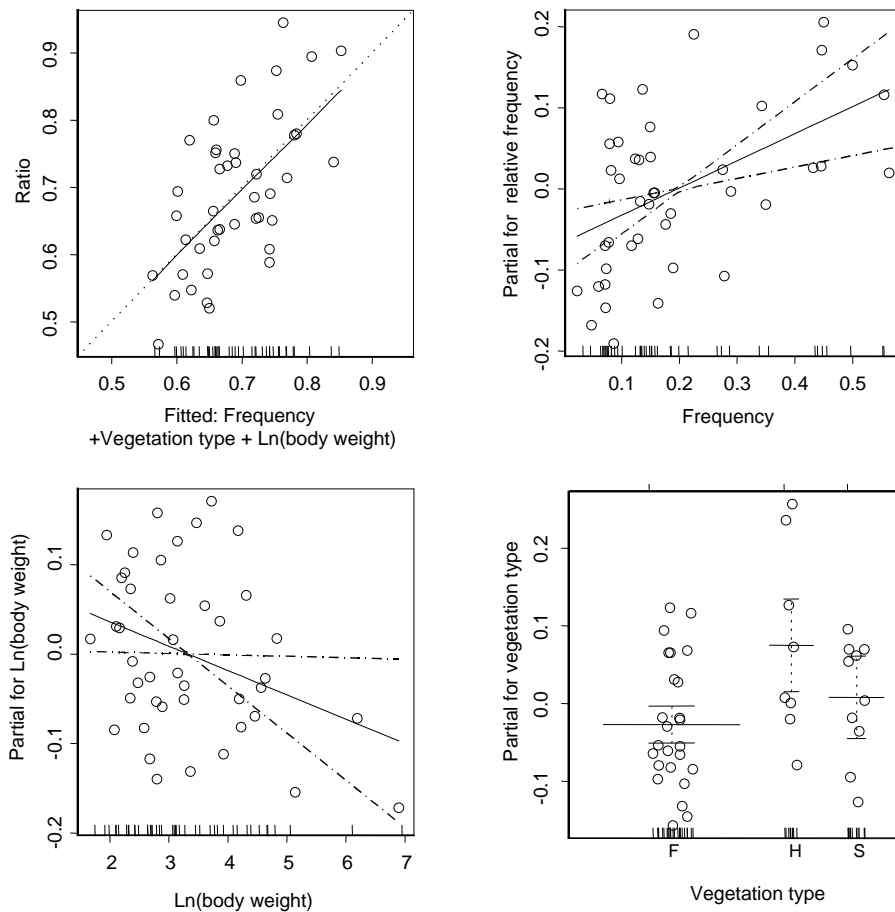 Ratio
0.5 0.6 0.7 0.8 0.9
0.5 0.6 0.7 0.8 0.9
Fitted: Frequency
+Vegetation type + Ln(body weight)
Partial for relative frequency
-0.2 -0.1 0.0 0.1 0.2
0.1 0.2 0.3 0.4 0.5
Frequency
Partial for Ln(body weight)
-0.2 -0.1 0.0 0.1
2 3 4 5 6 7
Ln(body weight)
Partial for vegetation type
-0.1 0.0 0.1 0.2
F H S
Vegetation type